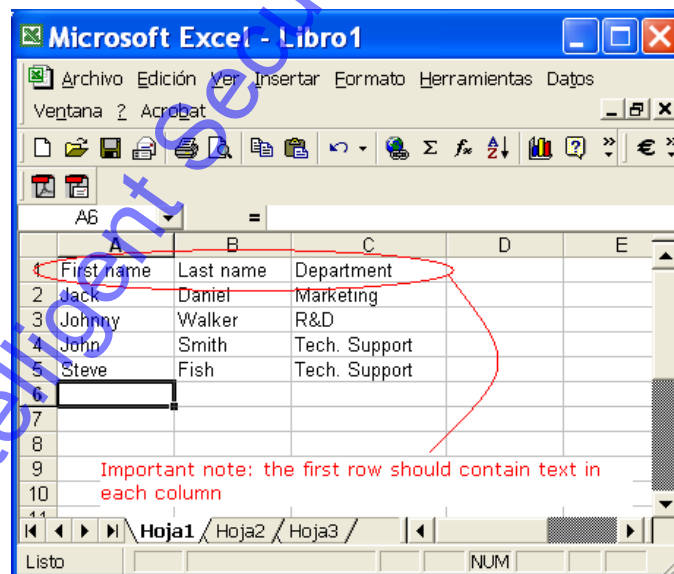 Microsoft Excel - Libro1
Archivo Edición Ver Insertar Formato Herramientas Datos
Ventana ? Acrobat
A6 =
A B C D E
1 First name Last name Department
2 Jack Daniel Marketing
3 Johnny Walker R&D
4 John Smith Tech. Support
5 Steve Fish Tech. Support
6
7
8
9 Important note: the first row should contain text in
10 each column
11
Hoja1 Hoja2 Hoja3
Listo NUM
Intelligent Secu